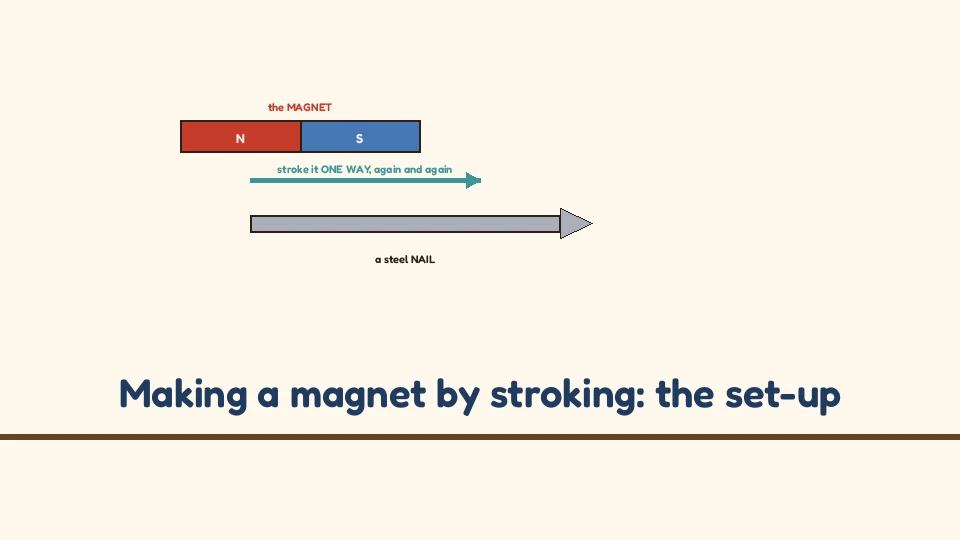 the MAGNET
N S
stroke it ONE WAY, again and again
a steel NAIL
Making a magnet by stroking: the set-up